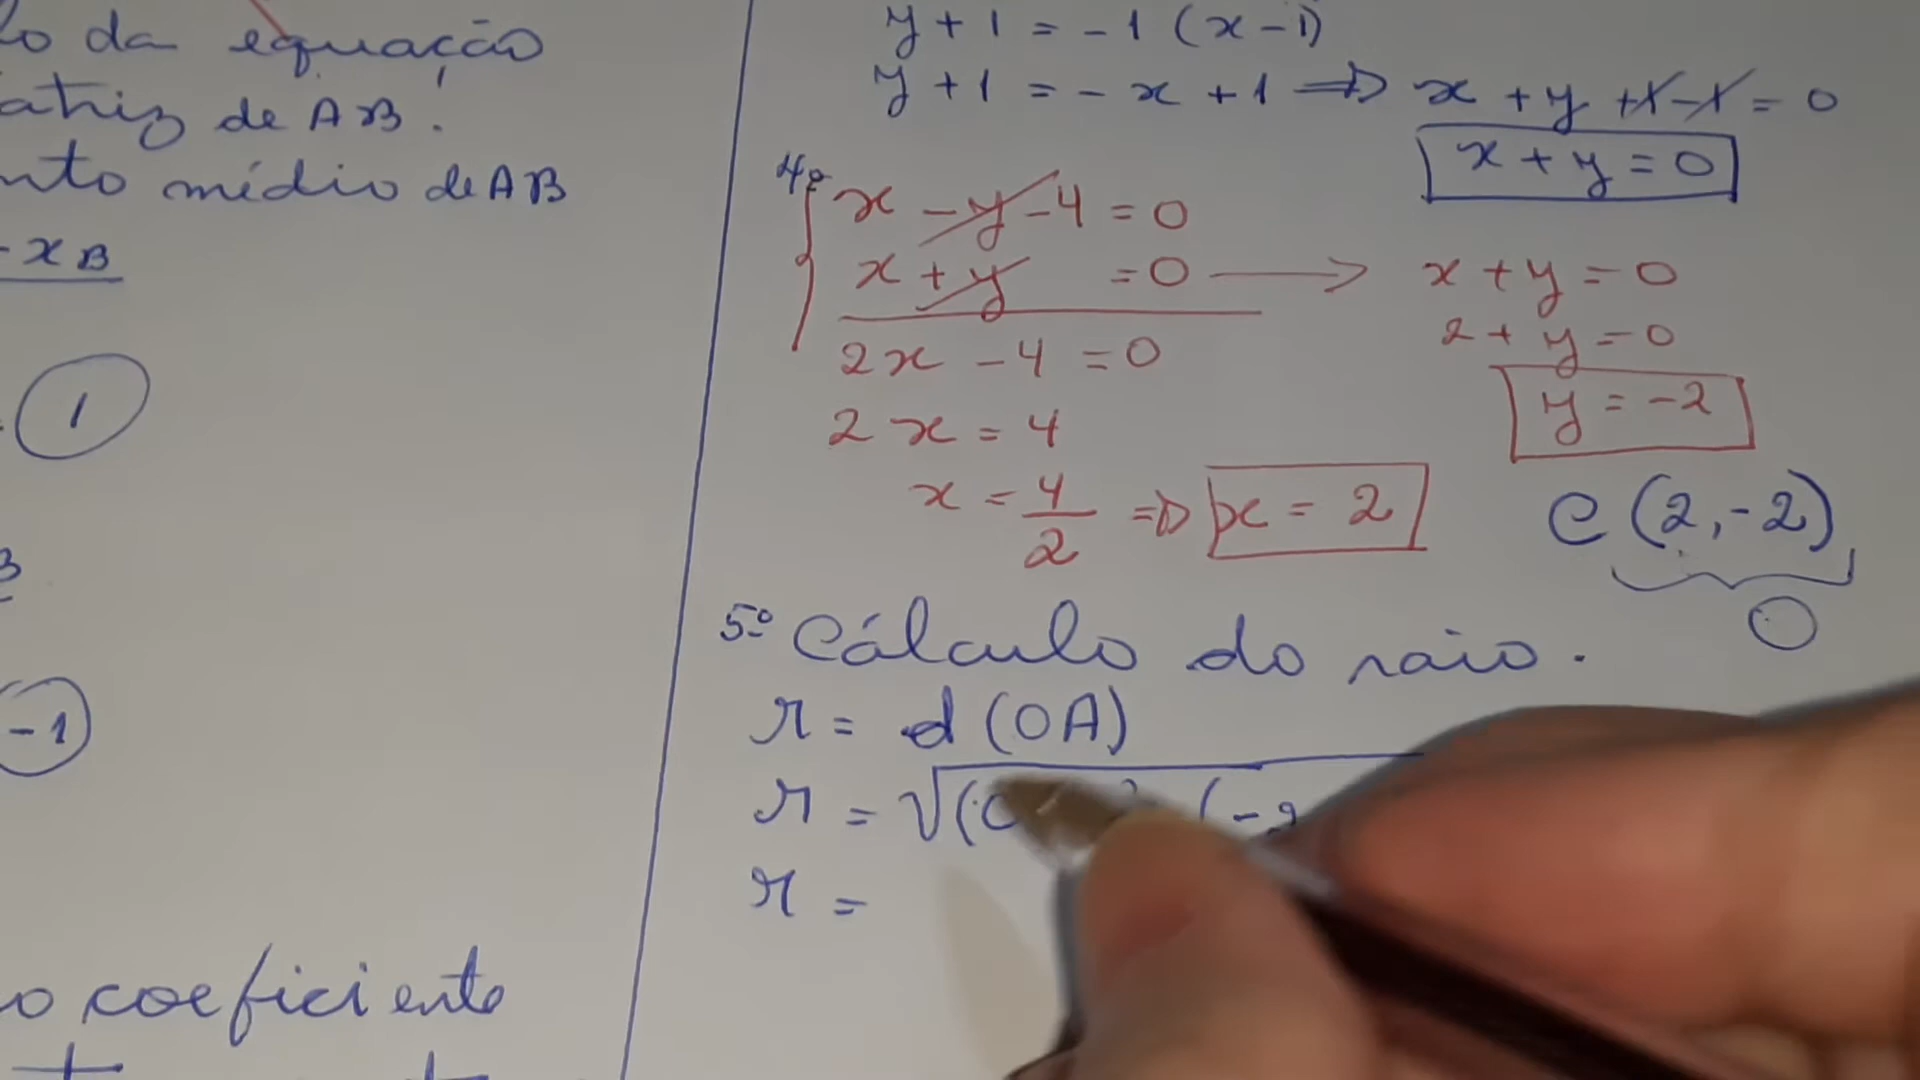 da equação
de AB.
médio de AB
- xB
1
-1
coeficiente
y + 1 = -1 (x - 1)
y + 1 = - x + 1 ⇒ x + y + 1 - 1 = 0
x + y = 0
4º x - y - 4 = 0
x + y = 0 → x + y = 0
2x - 4 = 0
2 + y = 0
y = -2
2x = 4
x = 4/2 ⇒ x = 2
C (2, -2)
O
5º Cálculo do raio.
r = d (OA)
r = √(
(-2
r =